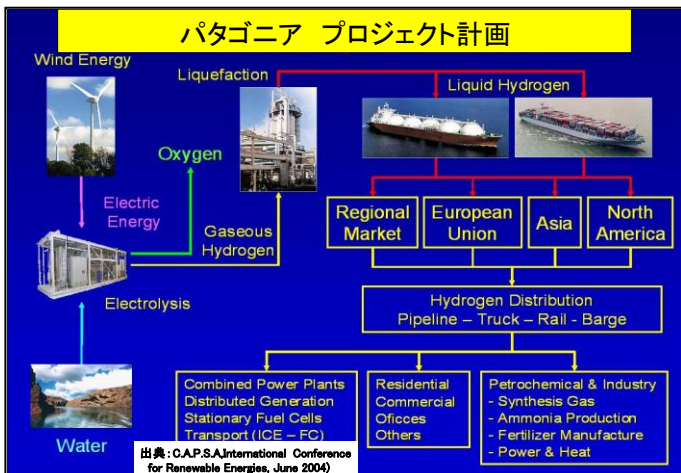 パタゴニア　プロジェクト計画
Wind Energy
Liquefaction
Liquid Hydrogen
Oxygen
Electric
Energy
Gaseous
Hydrogen
Regional
Market
European
Union
Asia
North
America
Electrolysis
Hydrogen Distribution
Pipeline – Truck – Rail - Barge
Combined Power Plants
Distributed Generation
Stationary Fuel Cells
Transport (ICE – FC)
Residential
Commercial
Oficces
Others
Petrochemical & Industry
- Synthesis Gas
- Ammonia Production
- Fertilizer Manufacture
- Power & Heat
Water
出典：C.A.P.S.A,International Conference
for Renewable Energies, June 2004)